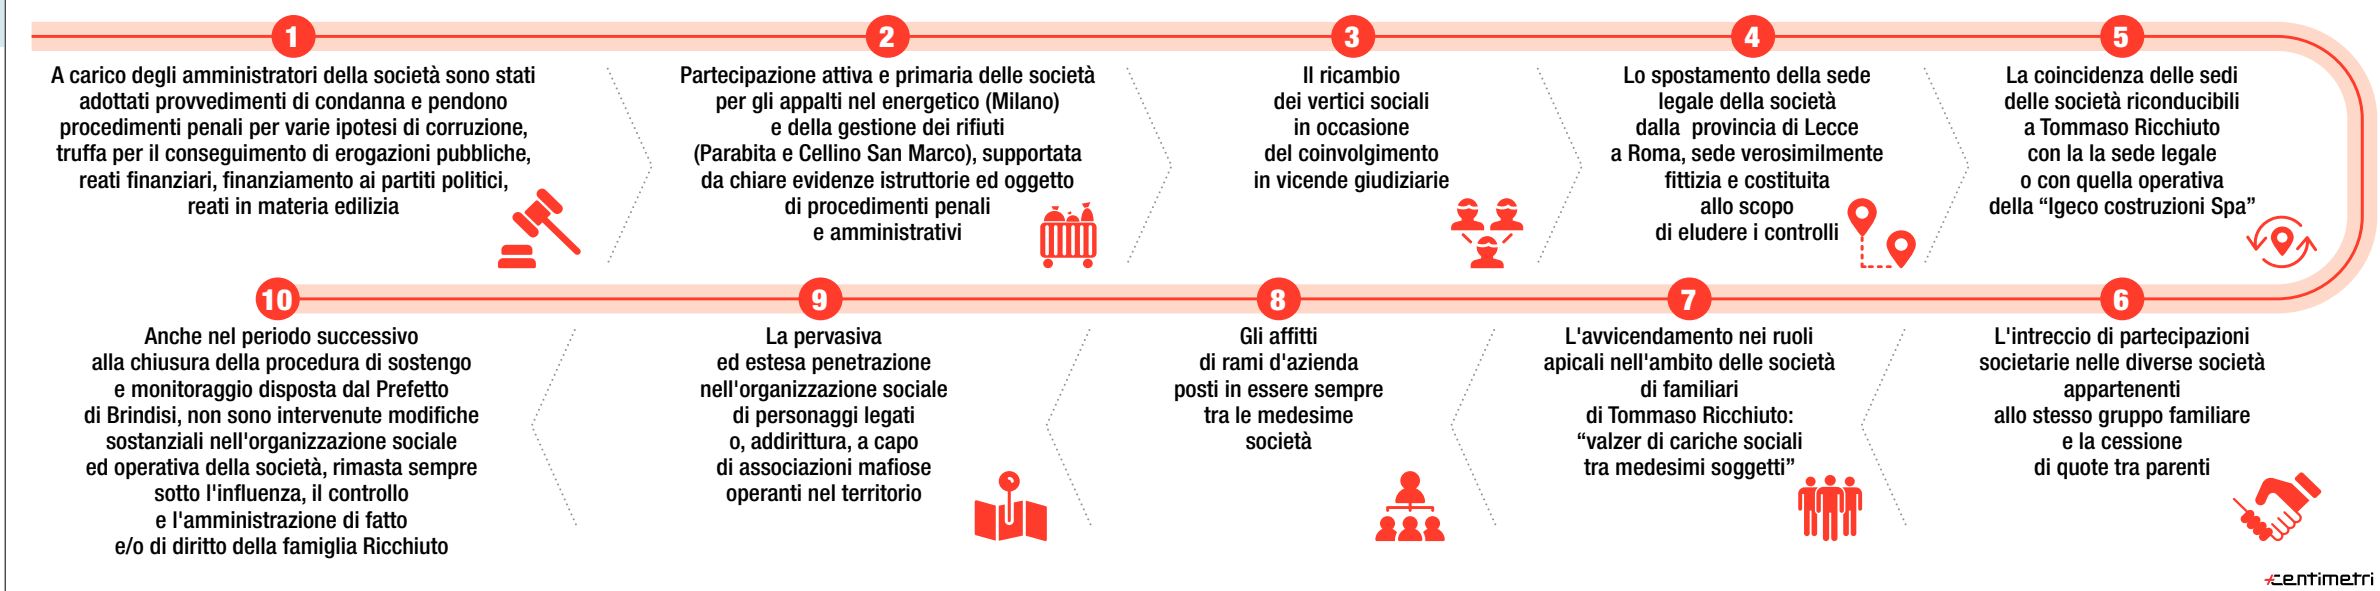 1
A carico degli amministratori della società sono stati
adottati provvedimenti di condanna e pendono
procedimenti penali per varie ipotesi di corruzione,
truffa per il conseguimento di erogazioni pubbliche,
reati finanziari, finanziamento ai partiti politici,
reati in materia edilizia
2
Partecipazione attiva e primaria delle società
per gli appalti nel energetico (Milano)
e della gestione dei rifiuti
(Parabita e Cellino San Marco), supportata
da chiare evidenze istruttorie ed oggetto
di procedimenti penali
e amministrativi
3
Il ricambio
dei vertici sociali
in occasione
del coinvolgimento
in vicende giudiziarie
4
Lo spostamento della sede
legale della società
dalla provincia di Lecce
a Roma, sede verosimilmente
fittizia e costituita
allo scopo
di eludere i controlli
5
La coincidenza delle sedi
delle società riconducibili
a Tommaso Ricchiuto
con la la sede legale
o con quella operativa
della “Igeco costruzioni Spa”
6
L'intreccio di partecipazioni
societarie nelle diverse società
appartenenti
allo stesso gruppo familiare
e la cessione
di quote tra parenti
7
L'avvicendamento nei ruoli
apicali nell'ambito delle società
di familiari
di Tommaso Ricchiuto:
“valzer di cariche sociali
tra medesimi soggetti”
8
Gli affitti
di rami d'azienda
posti in essere sempre
tra le medesime
società
9
La pervasiva
ed estesa penetrazione
nell'organizzazione sociale
di personaggi legati
o, addirittura, a capo
di associazioni mafiose
operanti nel territorio
10
Anche nel periodo successivo
alla chiusura della procedura di sostengo
e monitoraggio disposta dal Prefetto
di Brindisi, non sono intervenute modifiche
sostanziali nell'organizzazione sociale
ed operativa della società, rimasta sempre
sotto l'influenza, il controllo
e l'amministrazione di fatto
e/o di diritto della famiglia Ricchiuto
centimetri